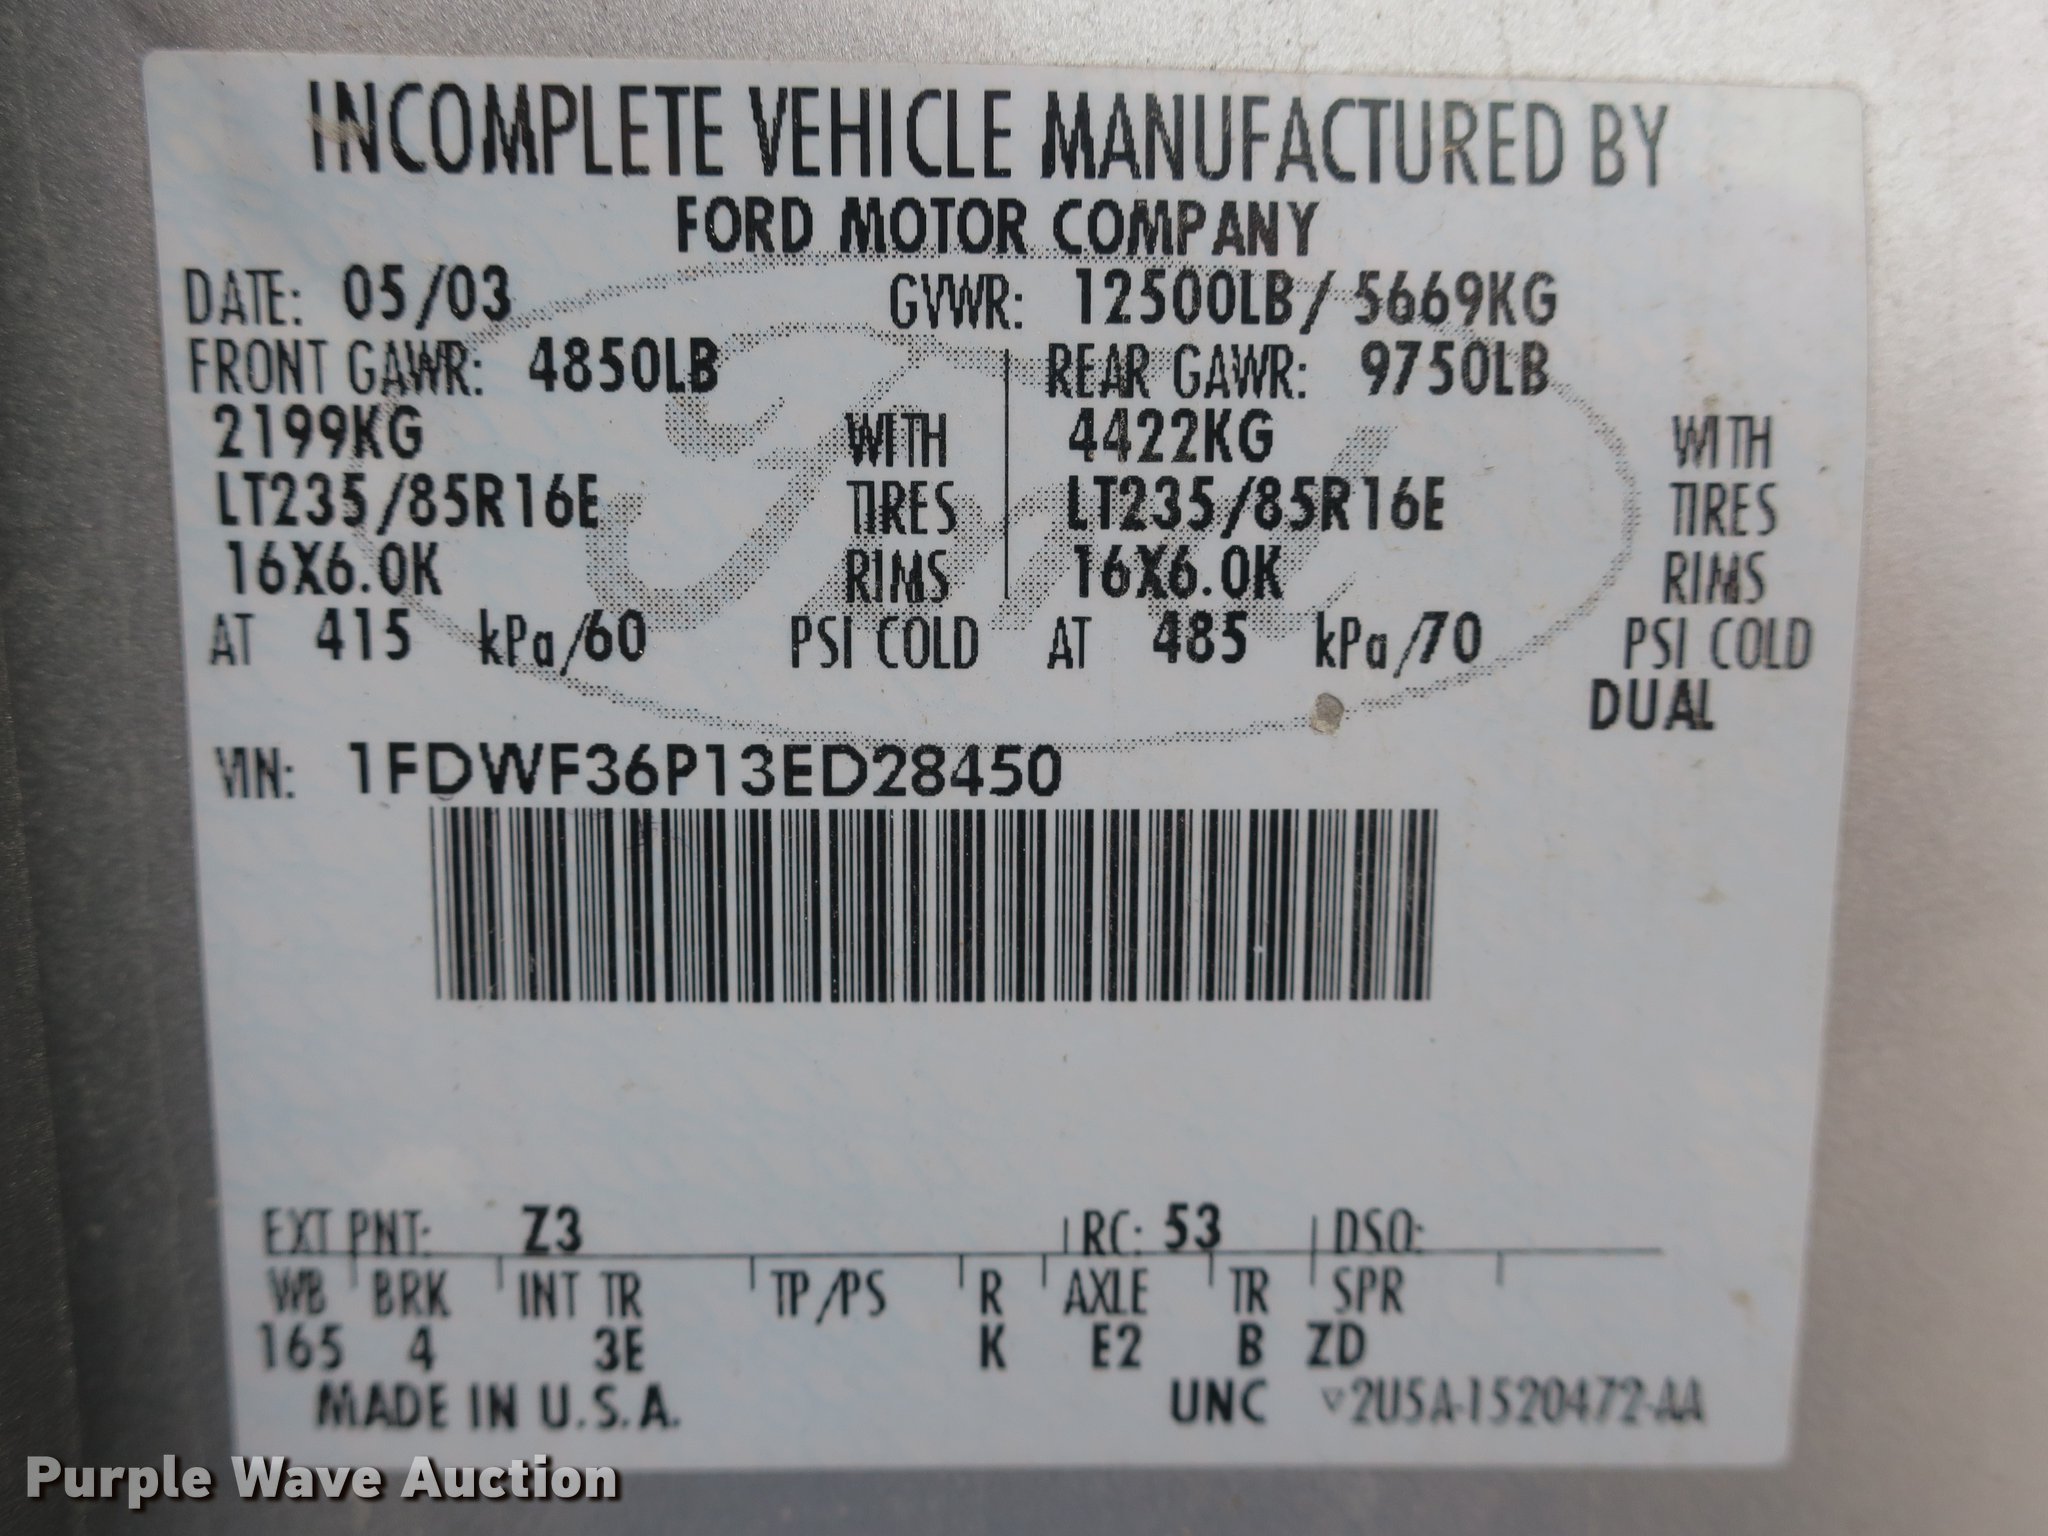 INCOMPLETE VEHICLE MANUFACTURED BY
FORD MOTOR COMPANY
DATE: 05/03 GVWR: 12500LB/ 5669KG
FRONT GAWR: 4850LB REAR GAWR: 9750LB
2199KG WITH 4422KG WITH
LT235/85R16E TIRES LT235/85R16E TIRES
16X6.0K RIMS 16X6.0K RIMS
AT 415 kPa/60 PSI COLD AT 485 kPa/70 PSI COLD
DUAL
Ford
VIN: 1FDWF36P13ED28450
EXT PNT: Z3 RC: 53 DSO:
WB BRK INT TR TP/PS R AXLE TR SPR
165 4 3E K E2 B ZD
MADE IN U.S.A. UNC ▽2U5A-1520472-AA
Purple Wave Auction